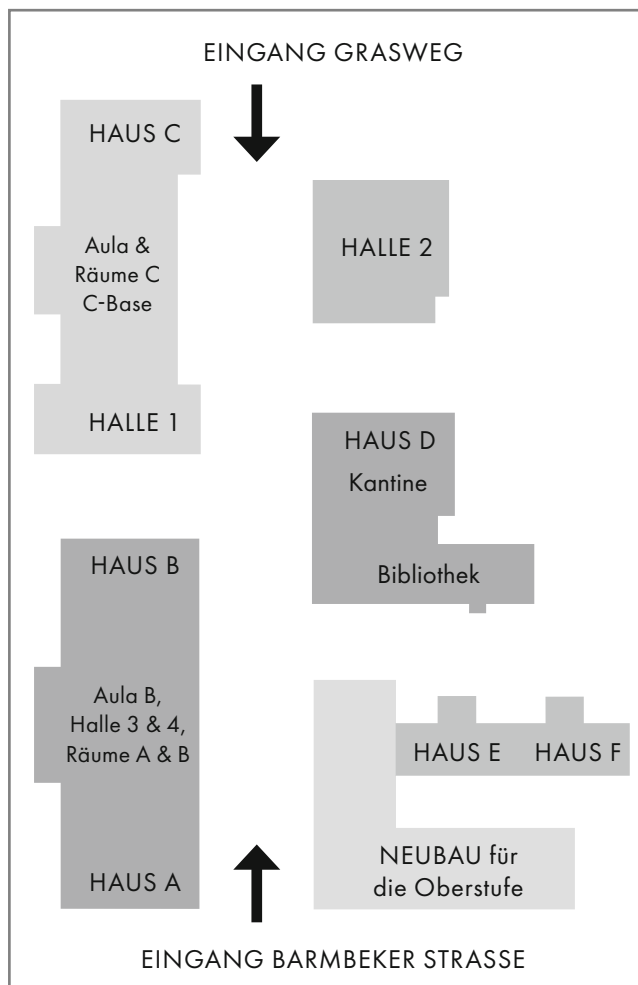 EINGANG GRASWEG
HAUS C
Aula &
Räume C
C-Base
HALLE 2
HALLE 1
HAUS D
Kantine
Bibliothek
HAUS B
Aula B,
Halle 3 & 4,
Räume A & B
HAUS E
HAUS F
HAUS A
NEUBAU für
die Oberstufe
EINGANG BARMBEKER STRASSE